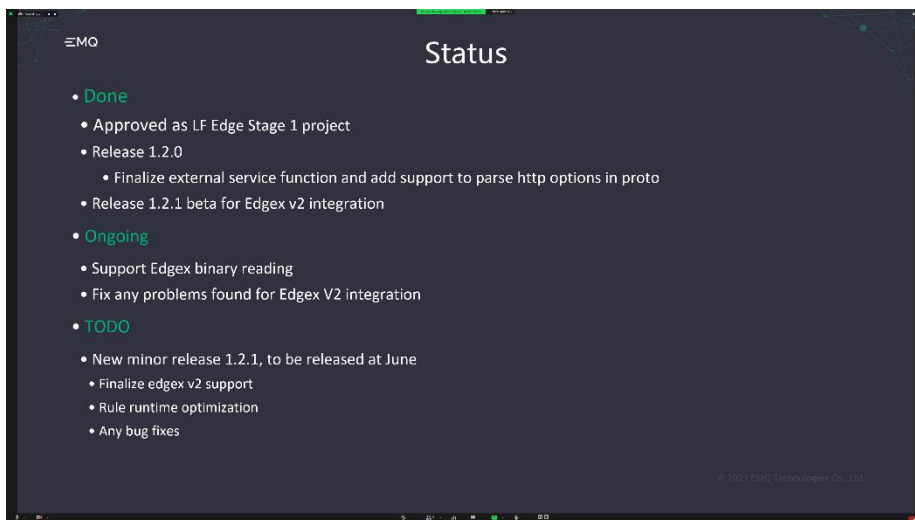 EMQ
Status
Done
Approved as LF Edge Stage 1 project
Release 1.2.0
Finalize external service function and add support to parse http options in proto
Release 1.2.1 beta for Edgex v2 integration
Ongoing
Support Edgex binary reading
Fix any problems found for Edgex V2 integration
TODO
New minor release 1.2.1, to be released at June
Finalize edgex v2 support
Rule runtime optimization
Any bug fixes
© 2021 EMQ Technologies Co., Ltd